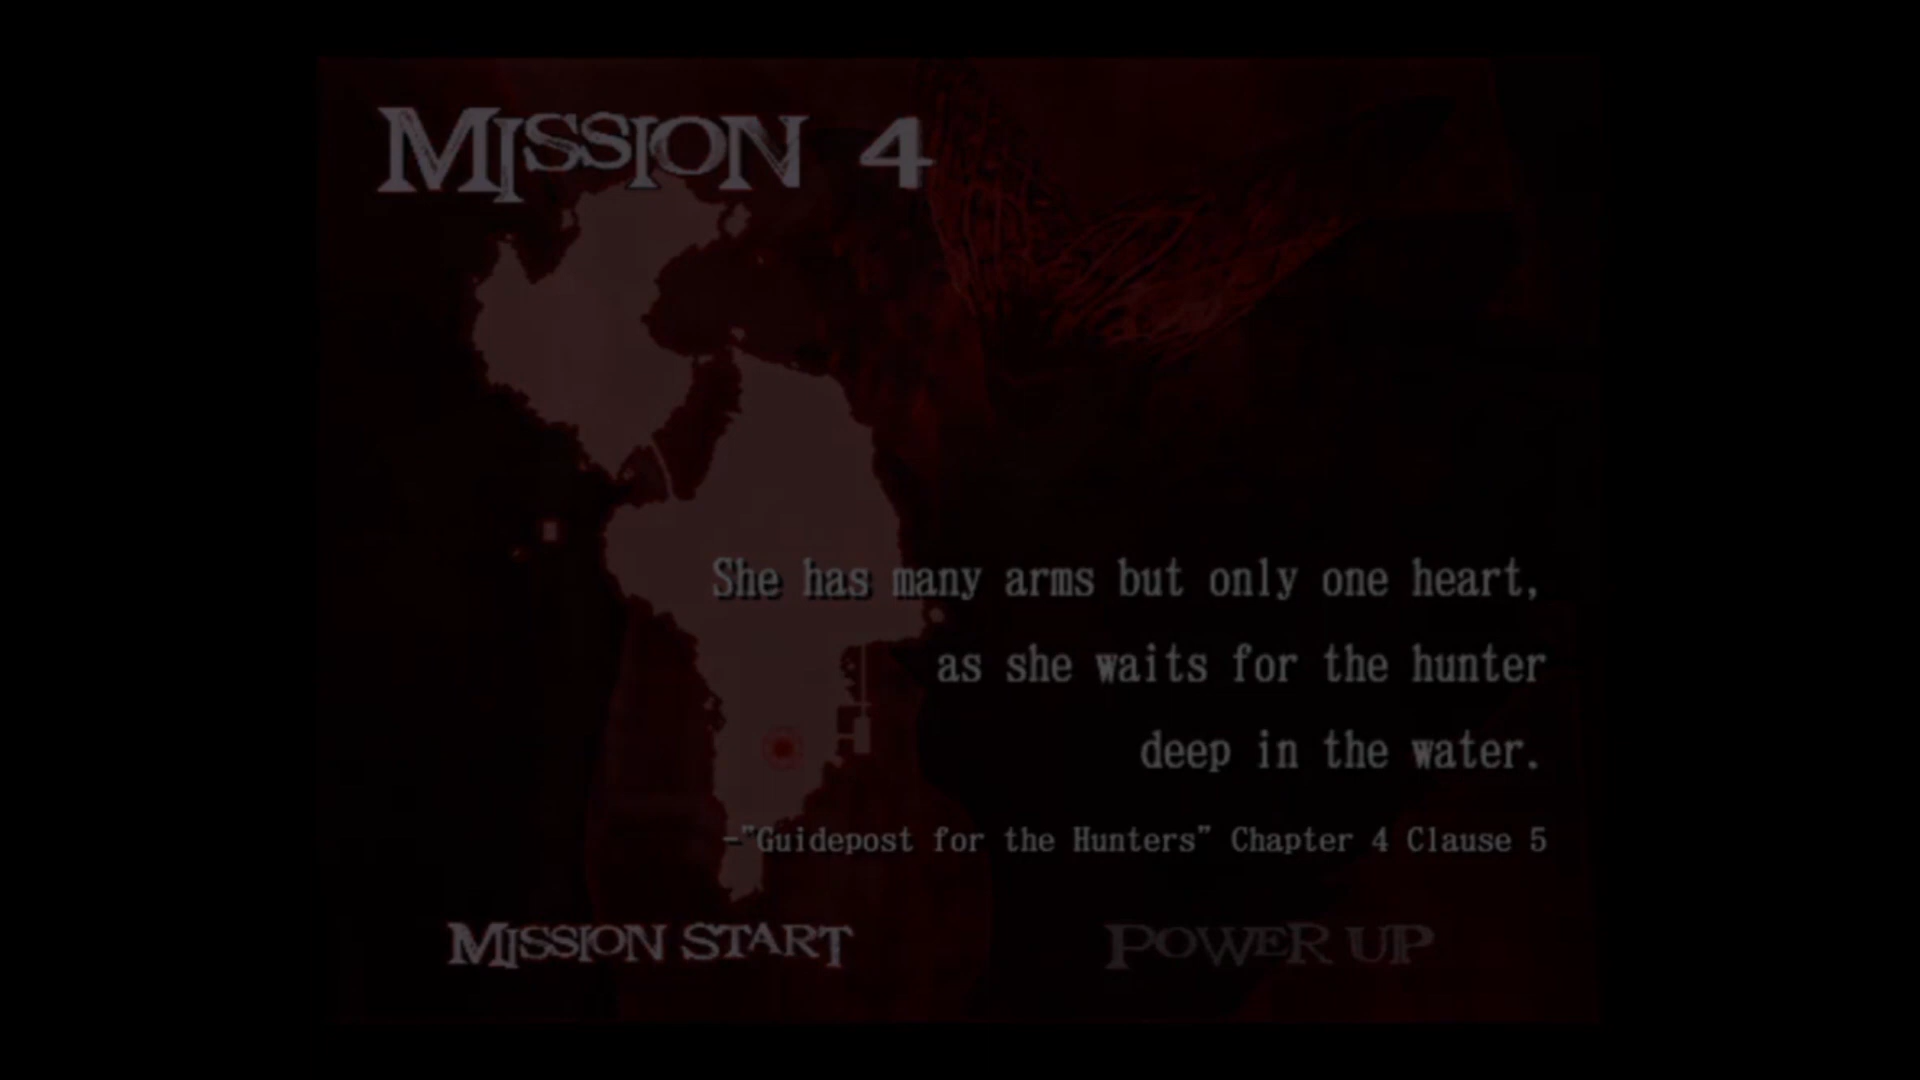 MISSION 4
She has many arms but only one heart,
as she waits for the hunter
deep in the water.
-"Guidepost for the Hunters" Chapter 4 Clause 5
MISSION START
POWER UP